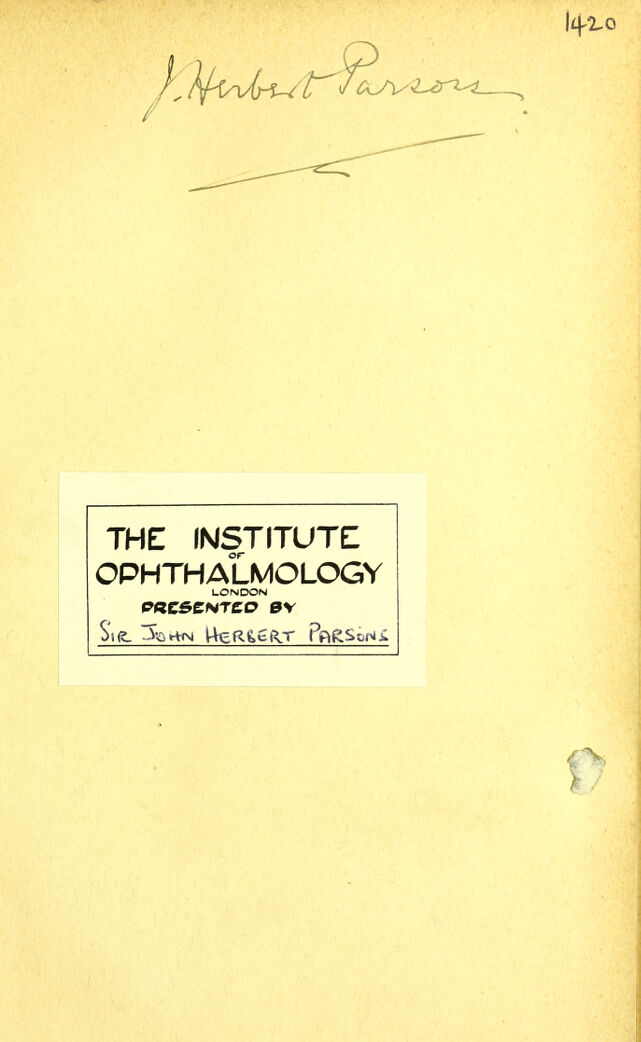 1420
J. Herbert Parsons.
THE INSTITUTE
OF
OPHTHALMOLOGY
LONDON
PRESENTED BY
SIR JOHN HERBERT PARSONS